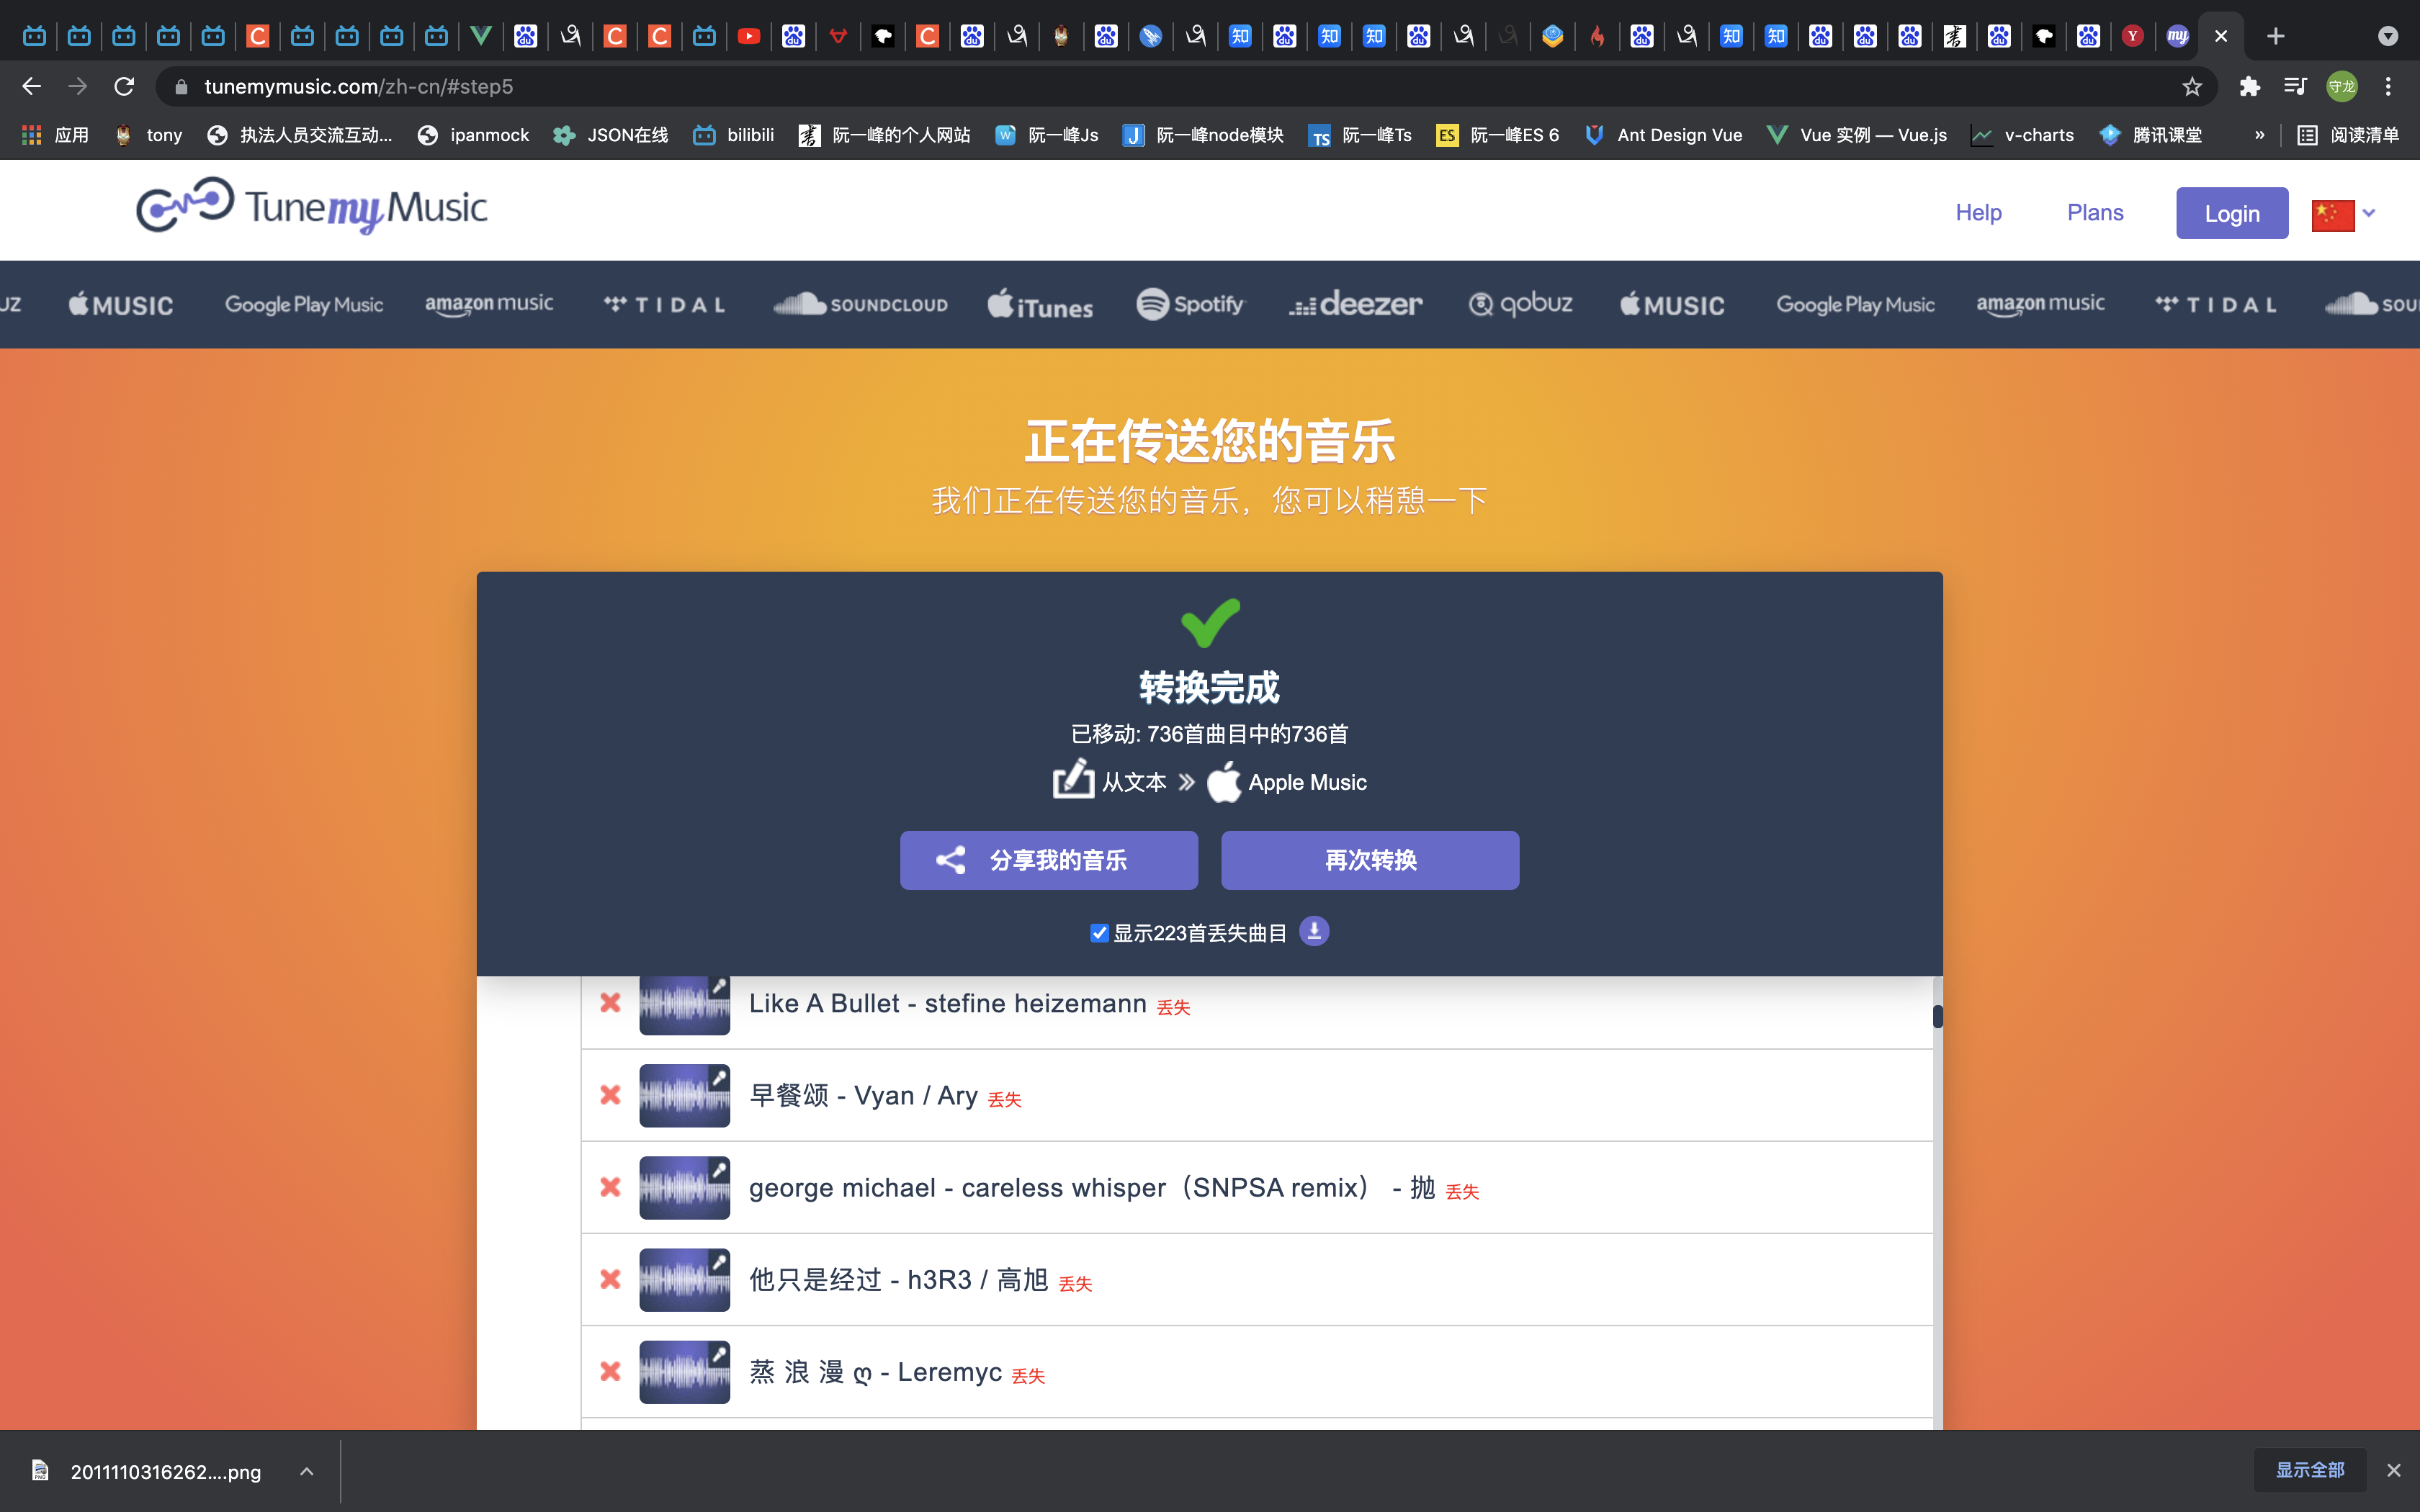 tunemymusic.com/zh-cn/#step5
守龙
应用 tony 执法人员交流互动... ipanmock JSON在线 bilibili 阮一峰的个人网站 阮一峰Js 阮一峰node模块 阮一峰Ts 阮一峰ES 6 Ant Design Vue Vue 实例 — Vue.js v-charts 腾讯课堂 » 阅读清单
TunemyMusic
Help Plans Login
UZ MUSIC Google Play Music amazon music TIDAL SOUNDCLOUD iTunes Spotify deezer qobuz MUSIC Google Play Music amazon music TIDAL SOU
正在传送您的音乐
我们正在传送您的音乐，您可以稍憩一下
转换完成
已移动: 736首曲目中的736首
从文本 » Apple Music
分享我的音乐 再次转换
显示223首丢失曲目
Like A Bullet - stefine heizemann 丢失
早餐颂 - Vyan / Ary 丢失
george michael - careless whisper（SNPSA remix） - 抛 丢失
他只是经过 - h3R3 / 高旭 丢失
蒸 浪 漫 ღ - Leremyc 丢失
2011110316262....png 显示全部